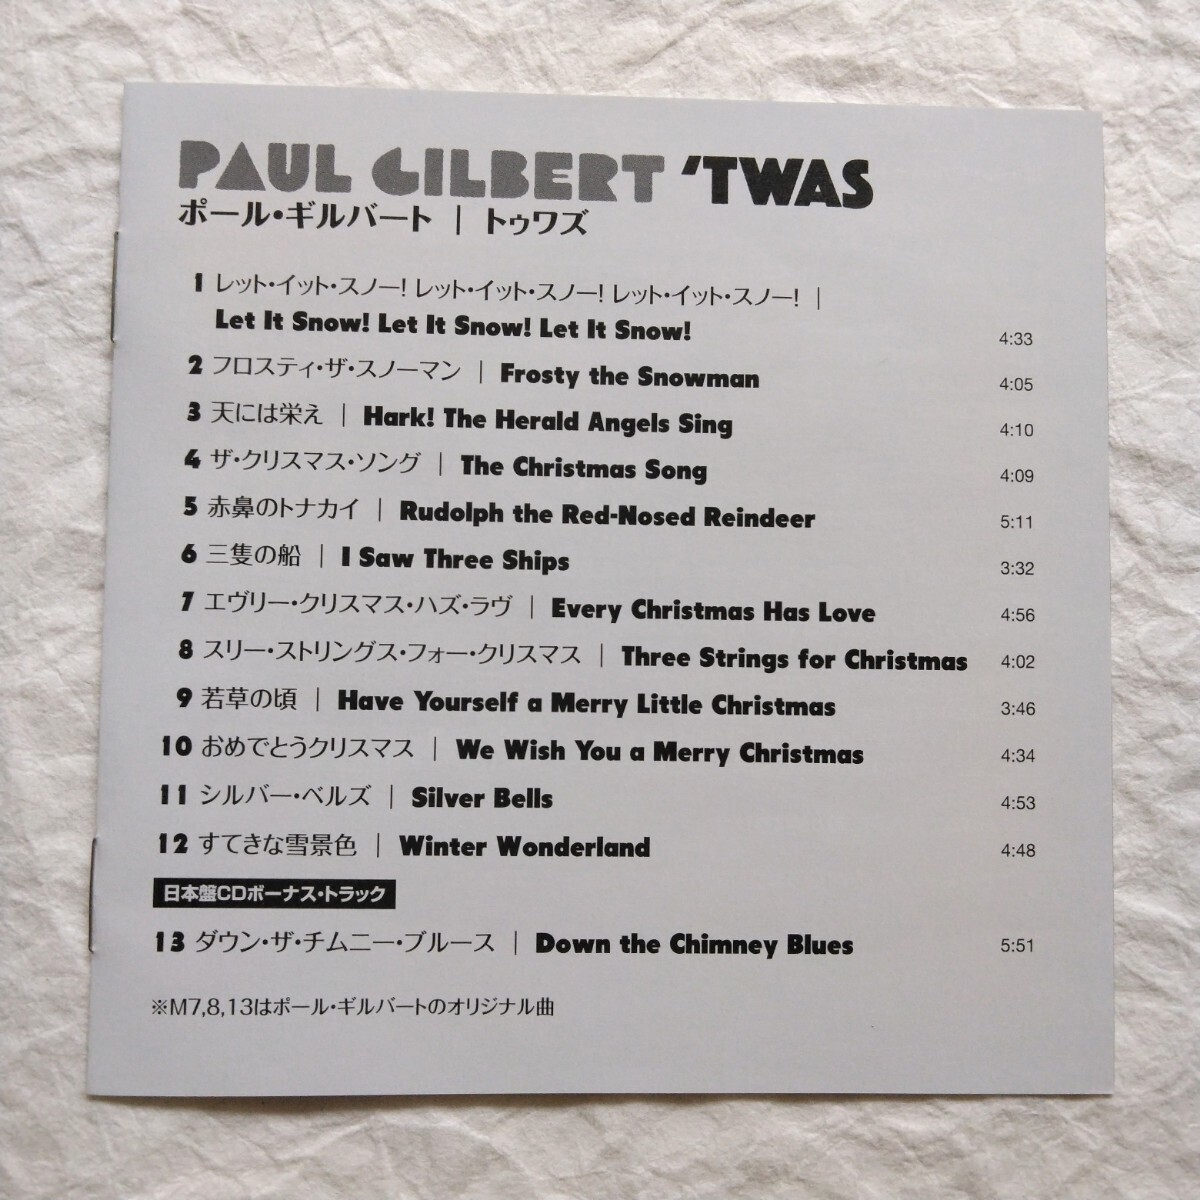 PAUL GILBERT 'TWAS
ポール・ギルバート | トゥワズ
1 レット・イット・スノー! レット・イット・スノー! レット・イット・スノー! |
Let It Snow! Let It Snow! Let It Snow! 4:33
2 フロスティ・ザ・スノーマン | Frosty the Snowman 4:05
3 天には栄え | Hark! The Herald Angels Sing 4:10
4 ザ・クリスマス・ソング | The Christmas Song 4:09
5 赤鼻のトナカイ | Rudolph the Red-Nosed Reindeer 5:11
6 三隻の船 | I Saw Three Ships 3:32
7 エヴリー・クリスマス・ハズ・ラヴ | Every Christmas Has Love 4:56
8 スリー・ストリングス・フォー・クリスマス | Three Strings for Christmas 4:02
9 若草の頃 | Have Yourself a Merry Little Christmas 3:46
10 おめでとうクリスマス | We Wish You a Merry Christmas 4:34
11 シルバー・ベルズ | Silver Bells 4:53
12 すてきな雪景色 | Winter Wonderland 4:48
日本盤CDボーナス・トラック
13 ダウン・ザ・チムニー・ブルース | Down the Chimney Blues 5:51
※M7,8,13はポール・ギルバートのオリジナル曲